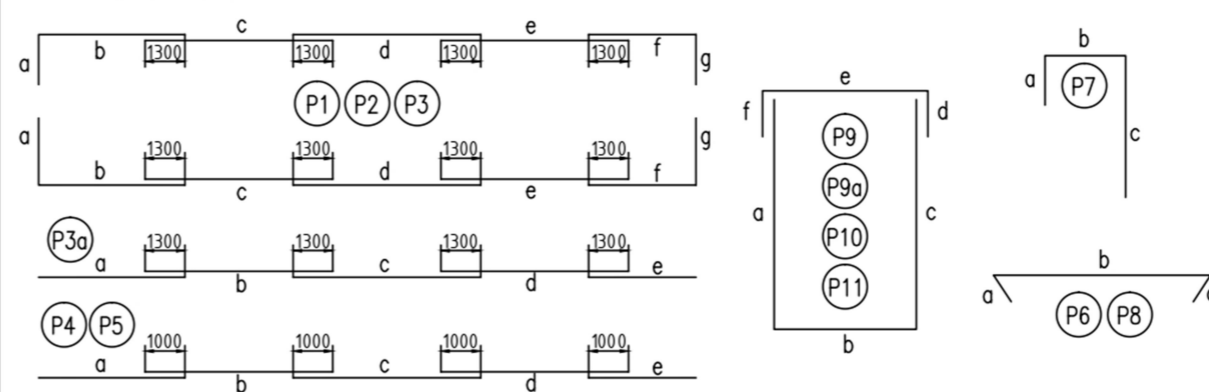 c e
a b 1300 1300 d 1300 1300 f g
P1 P2 P3
a 1300 1300 1300 1300 g
b c d e f
P3a 1300 1300 1300 1300
a b c d e
P4 P5 1000 1000 1000 1000
a b c d e
e
f d
P9
P9a
a c
P10
P11
b
b
a P7
c
b
a
P6 P8